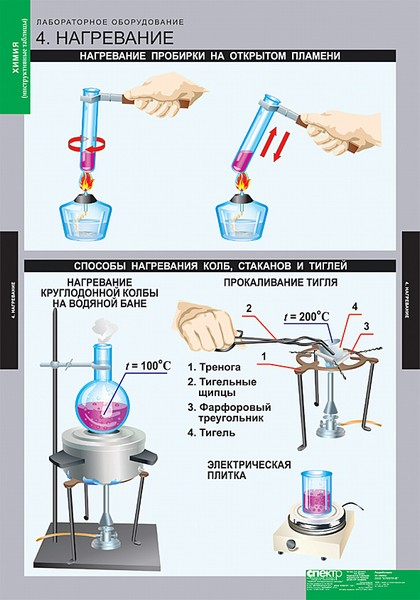 ХИМИЯ
(инструктивные таблицы)
ЛАБОРАТОРНОЕ ОБОРУДОВАНИЕ
4. НАГРЕВАНИЕ
НАГРЕВАНИЕ ПРОБИРКИ НА ОТКРЫТОМ ПЛАМЕНИ
СПОСОБЫ НАГРЕВАНИЯ КОЛБ, СТАКАНОВ И ТИГЛЕЙ
НАГРЕВАНИЕ
КРУГЛОДОННОЙ КОЛБЫ
НА ВОДЯНОЙ БАНЕ
t = 100°C
ПРОКАЛИВАНИЕ ТИГЛЯ
2
t = 200°C
4
3
1
1. Тренога
2. Тигельные
щипцы
3. Фарфоровый
треугольник
4. Тигель
ЭЛЕКТРИЧЕСКАЯ
ПЛИТКА
4. НАГРЕВАНИЕ
4. НАГРЕВАНИЕ
спектр